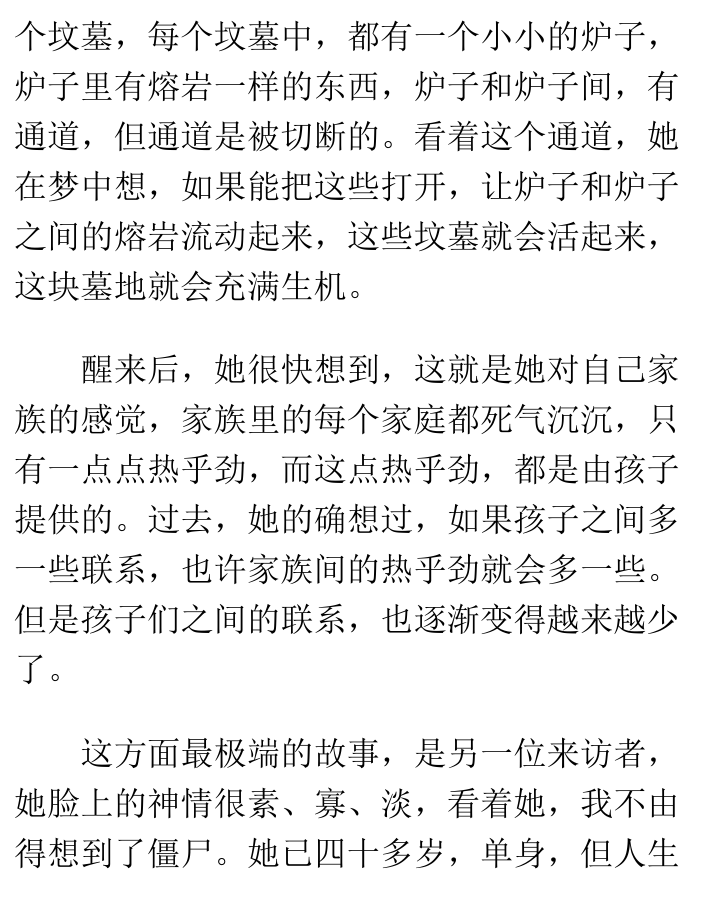 个坟墓，每个坟墓中，都有一个小小的炉子，
炉子里有熔岩一样的东西，炉子和炉子间，有
通道，但通道是被切断的。看着这个通道，她
在梦中想，如果能把这些打开，让炉子和炉子
之间的熔岩流动起来，这些坟墓就会活起来，
这块墓地就会充满生机。
醒来后，她很快想到，这就是她对自己家
族的感觉，家族里的每个家庭都死气沉沉，只
有一点点热乎劲，而这点热乎劲，都是由孩子
提供的。过去，她的确想过，如果孩子之间多
一些联系，也许家族间的热乎劲就会多一些。
但是孩子们之间的联系，也逐渐变得越来越少
了。
这方面最极端的故事，是另一位来访者，
她脸上的神情很素、寡、淡，看着她，我不由
得想到了僵尸。她已四十多岁，单身，但人生